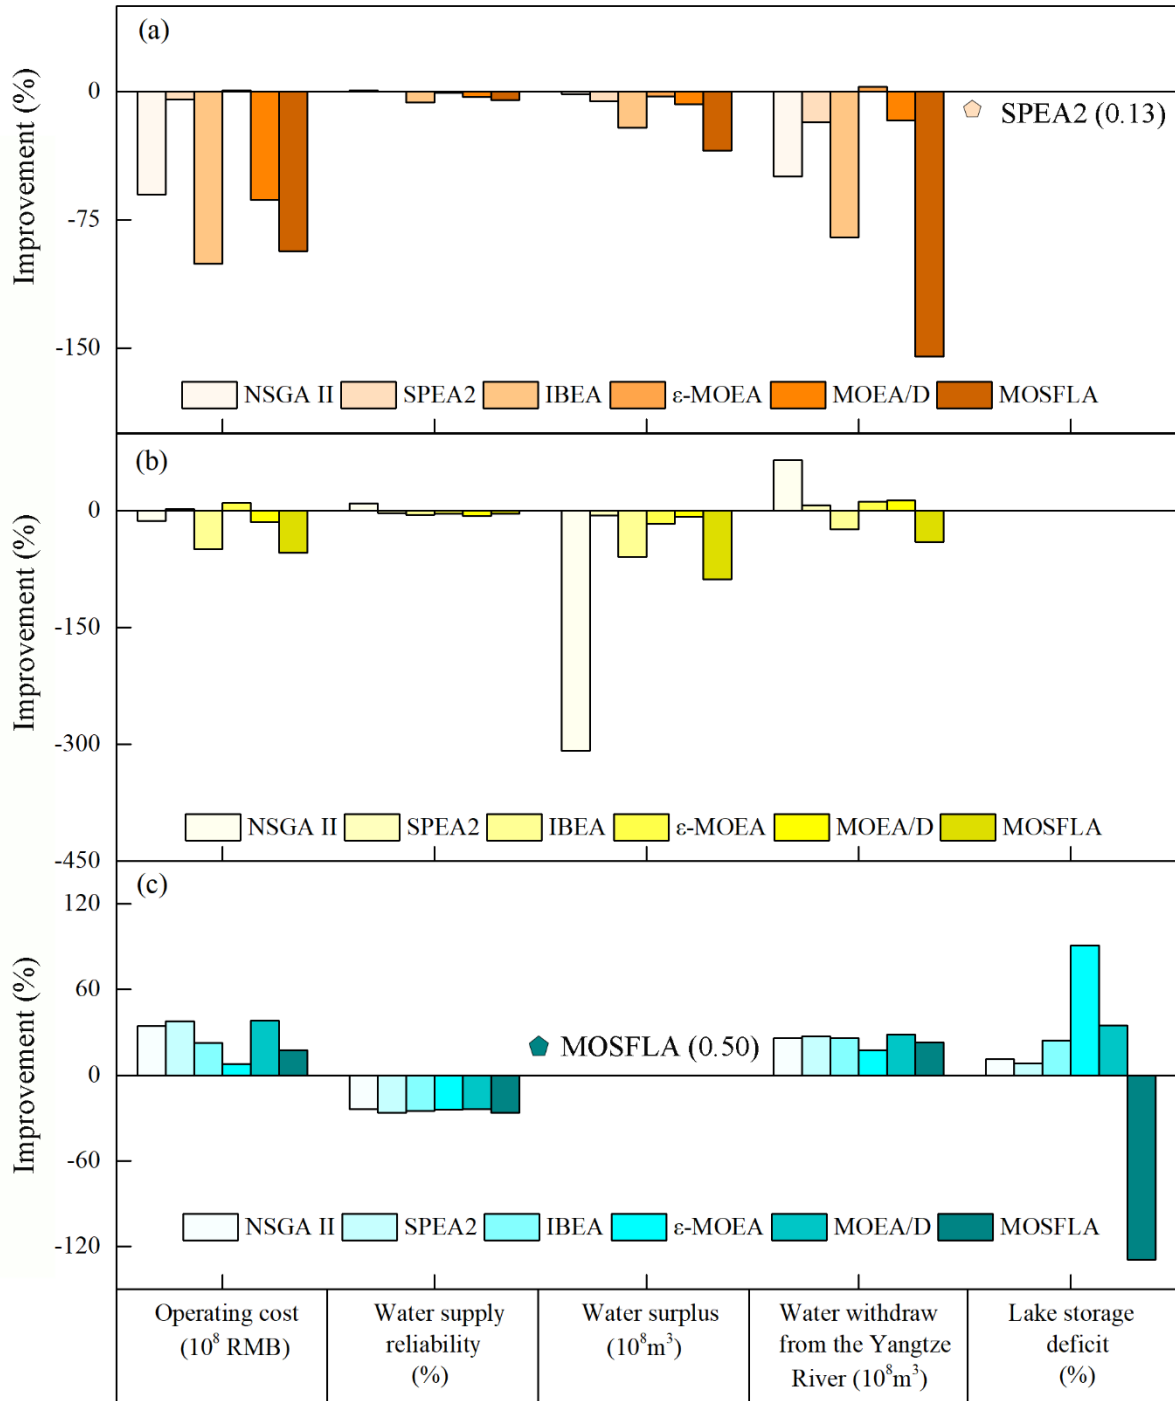 (a)
Improvement (%)
0
-75
-150
SPEA2 (0.13)
NSGA II SPEA2 IBEA ε-MOEA MOEA/D MOSFLA
(b)
Improvement (%)
0
-150
-300
-450
NSGA II SPEA2 IBEA ε-MOEA MOEA/D MOSFLA
(c)
Improvement (%)
120
60
0
-60
-120
MOSFLA (0.50)
NSGA II SPEA2 IBEA ε-MOEA MOEA/D MOSFLA
Operating cost
(10⁸ RMB)
Water supply
reliability
(%)
Water surplus
(10⁸m³)
Water withdraw
from the Yangtze
River (10⁸m³)
Lake storage
deficit
(%)